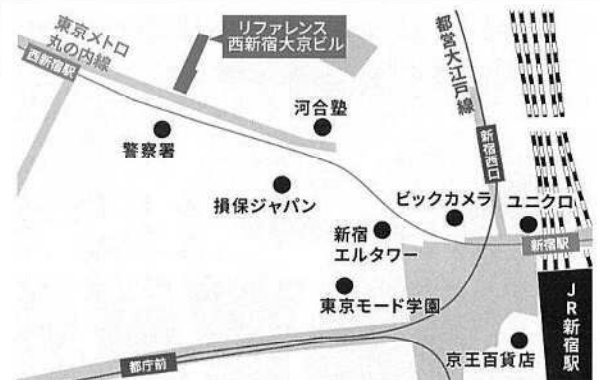 東京メトロ
丸の内線
西新宿駅
リファレンス
西新宿大京ビル
都営大江戸線
河合塾
警察署
新宿西口
損保ジャパン
ビックカメラ
ユニクロ
新宿
エルタワー
新宿駅
東京モード学園
JR新宿駅
京王百貨店
都庁前